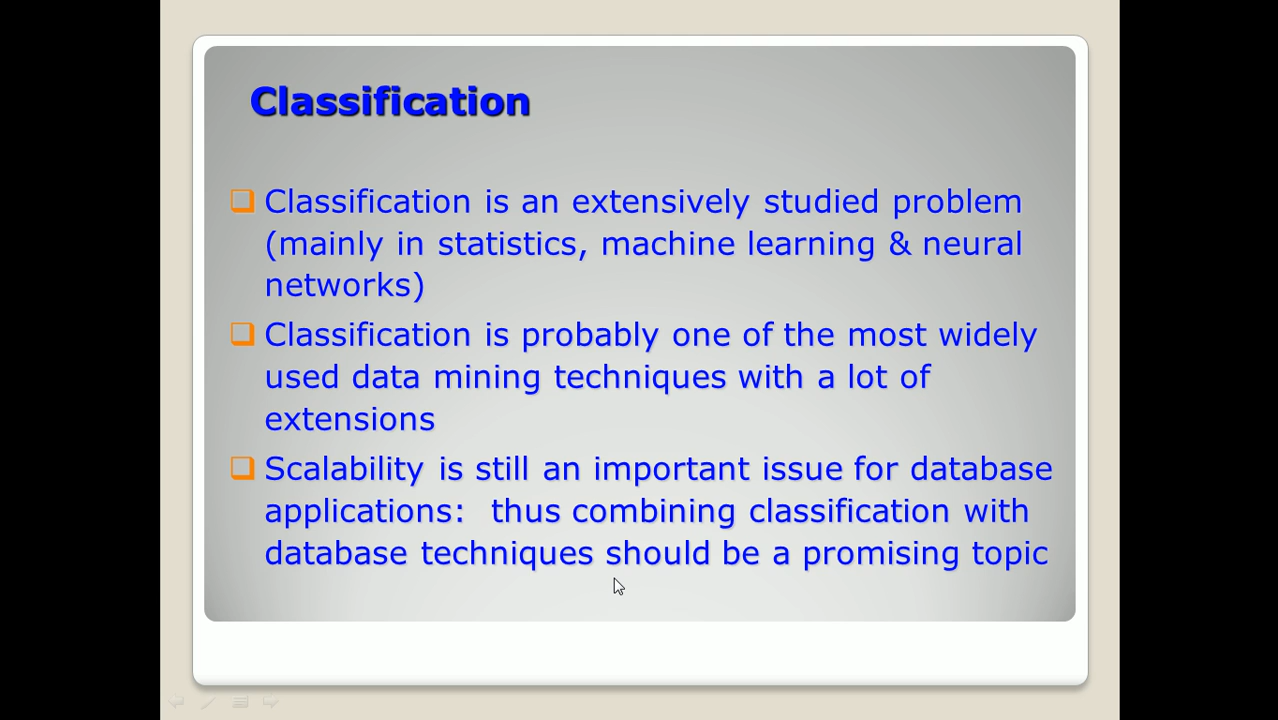 Classification
Classification is an extensively studied problem
(mainly in statistics, machine learning & neural
networks)
Classification is probably one of the most widely
used data mining techniques with a lot of
extensions
Scalability is still an important issue for database
applications:  thus combining classification with
database techniques should be a promising topic